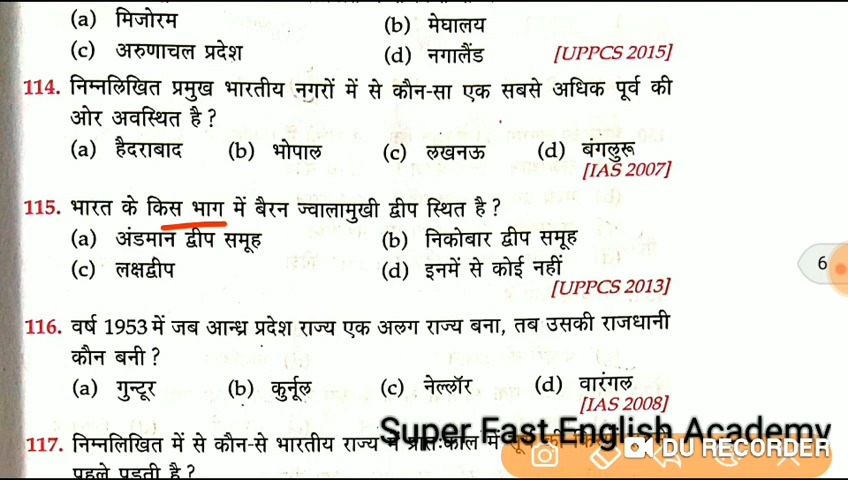 (a) मिजोरम (b) मेघालय
(c) अरुणाचल प्रदेश (d) नगालैंड [UPPCS 2015]
114. निम्नलिखित प्रमुख भारतीय नगरों में से कौन-सा एक सबसे अधिक पूर्व की
ओर अवस्थित है ?
(a) हैदराबाद (b) भोपाल (c) लखनऊ (d) बंगलुरू
[IAS 2007]
115. भारत के किस भाग में बैरन ज्वालामुखी द्वीप स्थित है ?
(a) अंडमान द्वीप समूह (b) निकोबार द्वीप समूह
(c) लक्षद्वीप (d) इनमें से कोई नहीं
[UPPCS 2013]
6
116. वर्ष 1953 में जब आन्ध्र प्रदेश राज्य एक अलग राज्य बना, तब उसकी राजधानी
कौन बनी ?
(a) गुन्टूर (b) कुर्नूल (c) नेल्लॉर (d) वारंगल
[IAS 2008]
Super Fast English Academy
117. निम्नलिखित में से कौन-से भारतीय राज्य में प्रातःकाल में
DU RECORDER
पहले पड़ती है ?